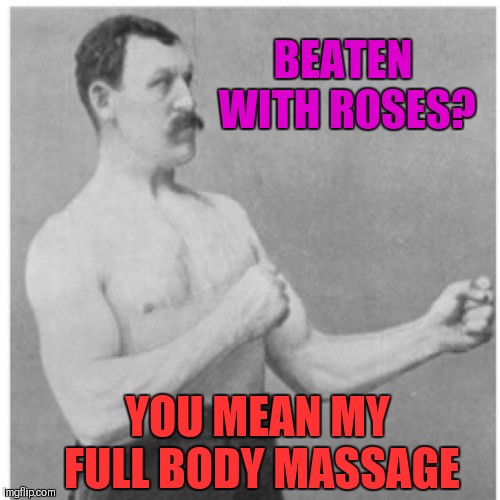 BEATEN
WITH ROSES?
YOU MEAN MY
FULL BODY MASSAGE
imgflip.com